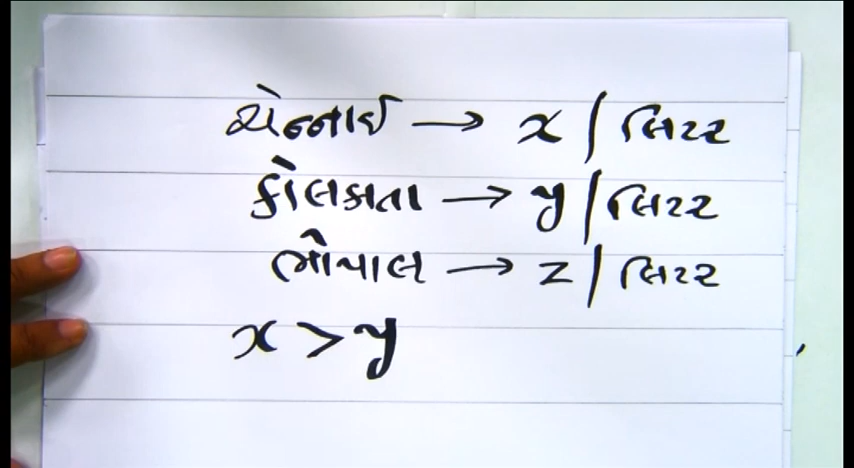 ચેન્નાઈ → x / લિટર
કોલકાતા → y / લિટર
ભોપાલ → z / લિટર
x > y